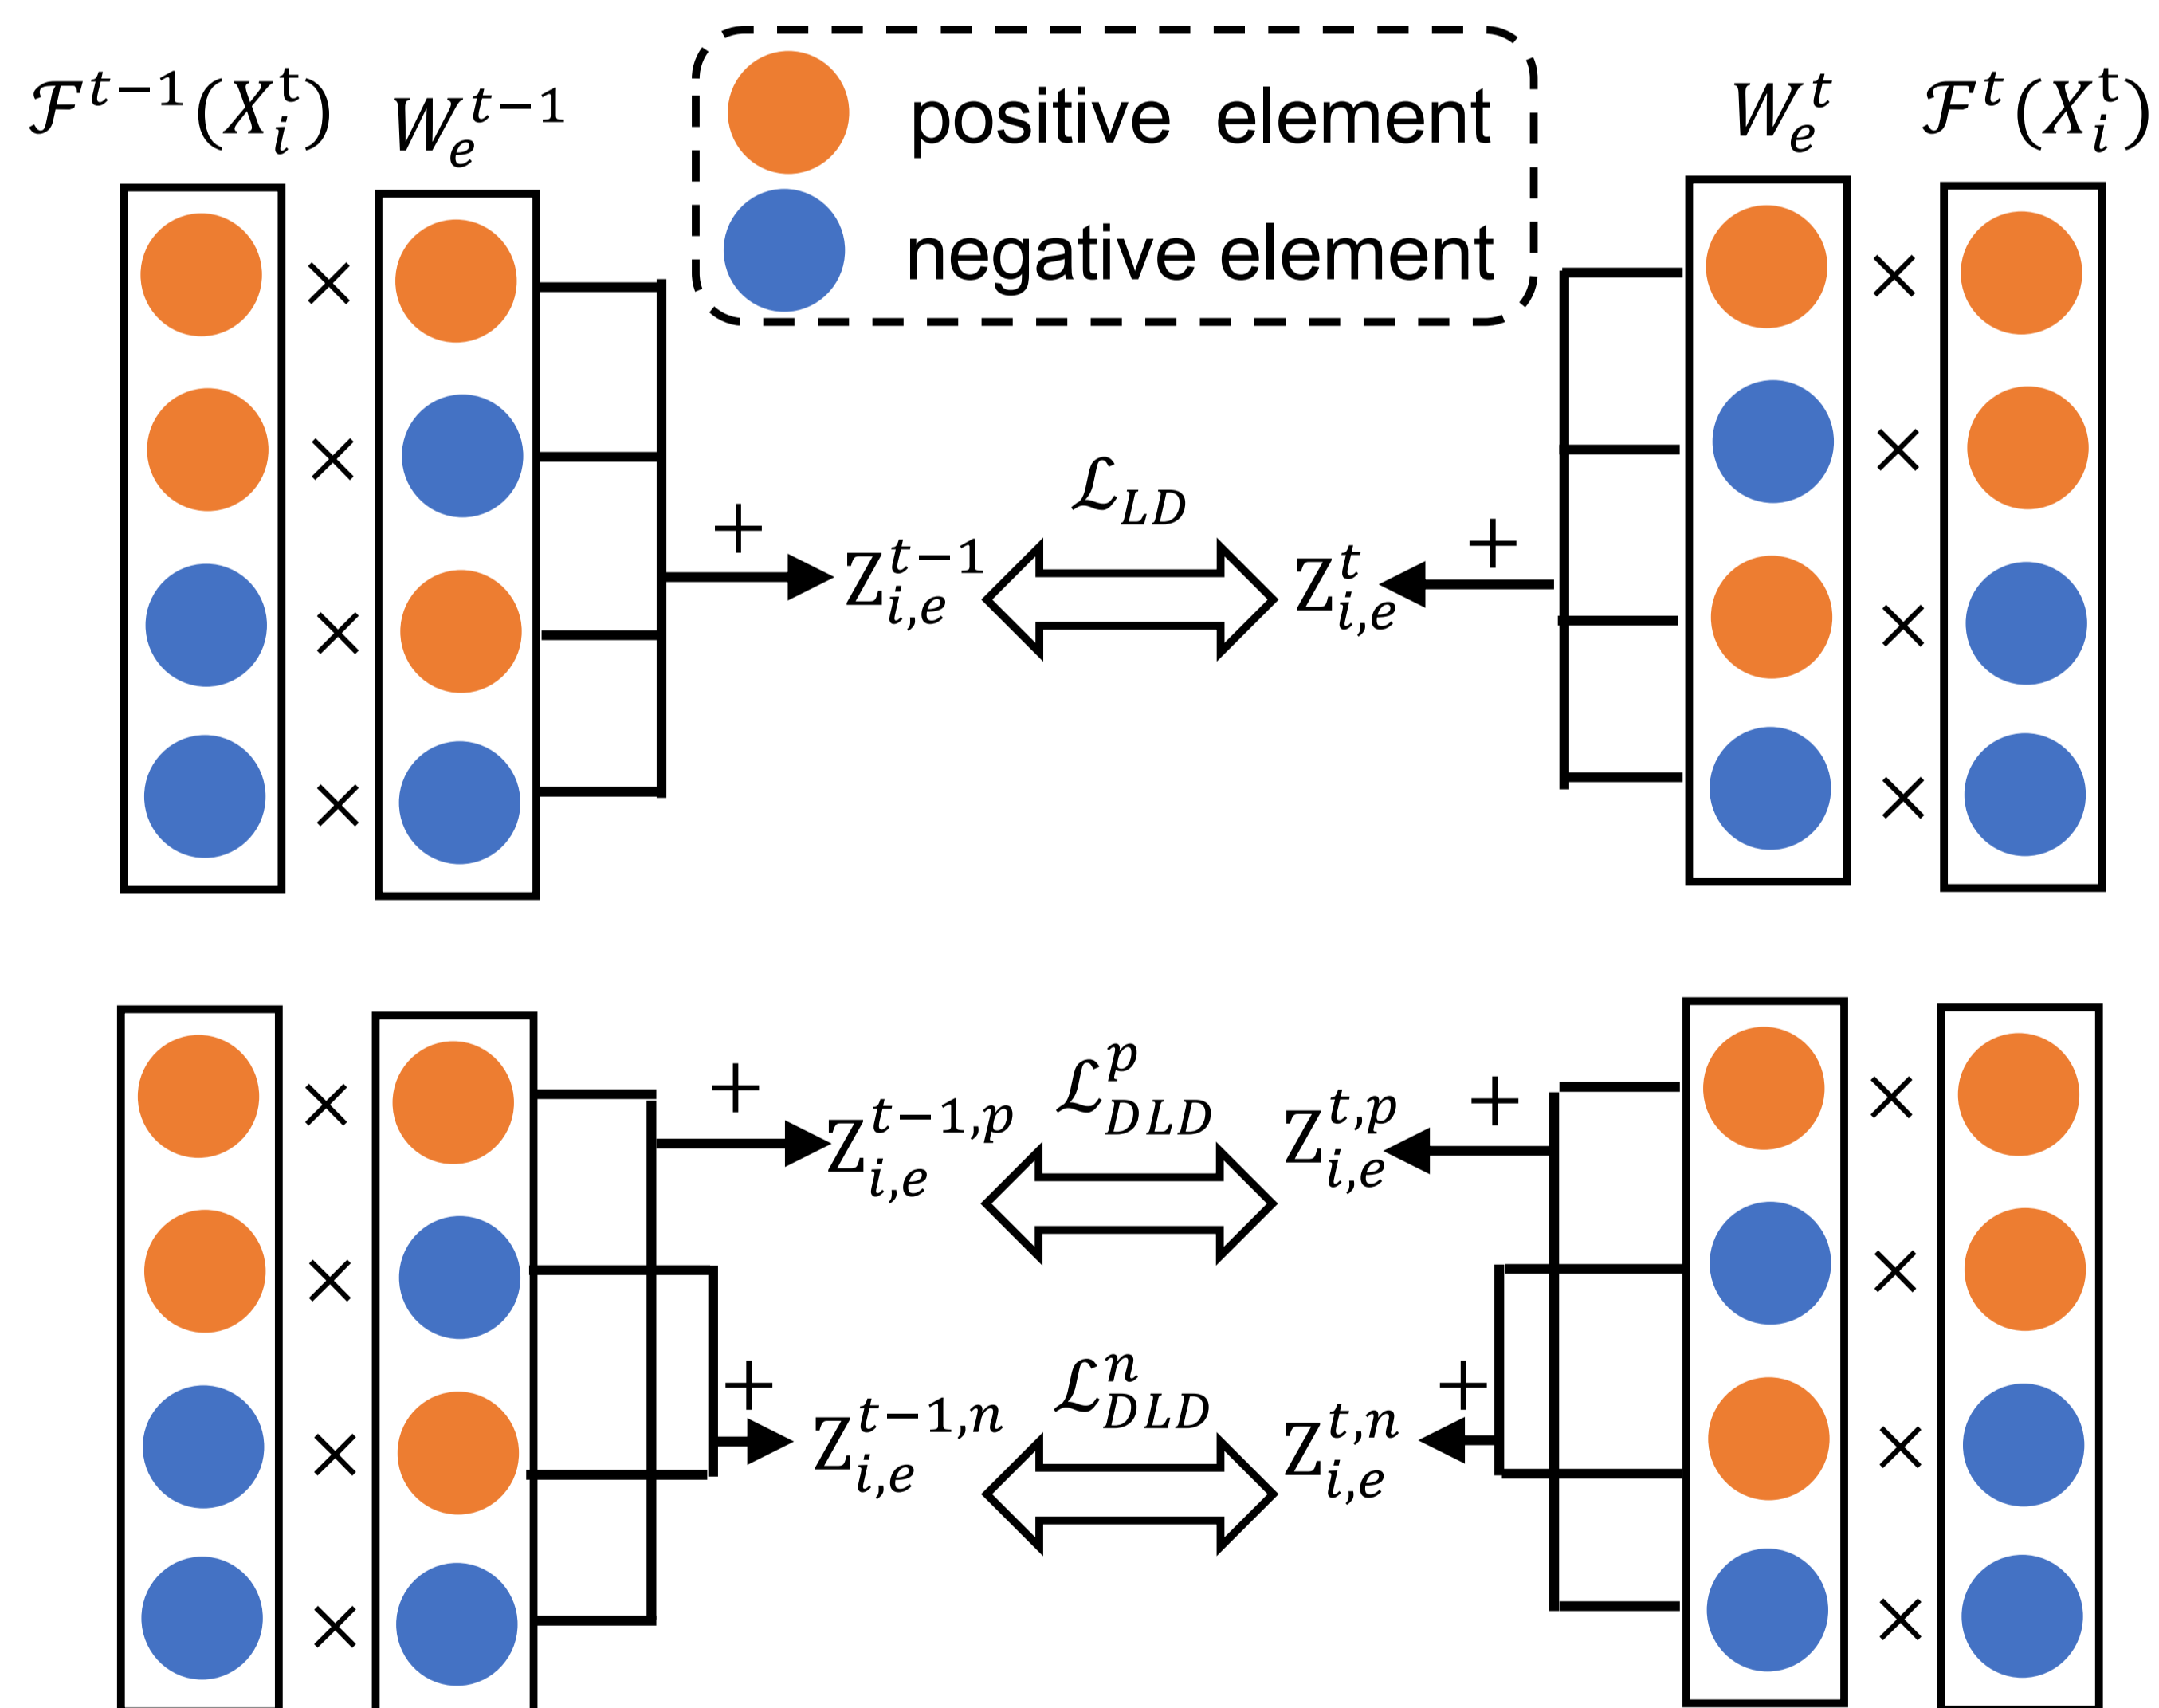 𝓕^{t−1}(X_i^t) W_e^{t−1} positive element W_e^t 𝓕^t(X_i^t)
negative element
× ×
× ×
ℒ_{LD}
+ z_{i,e}^{t−1} z_{i,e}^t +
× ×
× ×
× + z_{i,e}^{t−1,p} ℒ_{DLD}^p z_{i,e}^{t,p} + ×
× ×
+ z_{i,e}^{t−1,n} ℒ_{DLD}^n z_{i,e}^{t,n} +
× ×
× ×